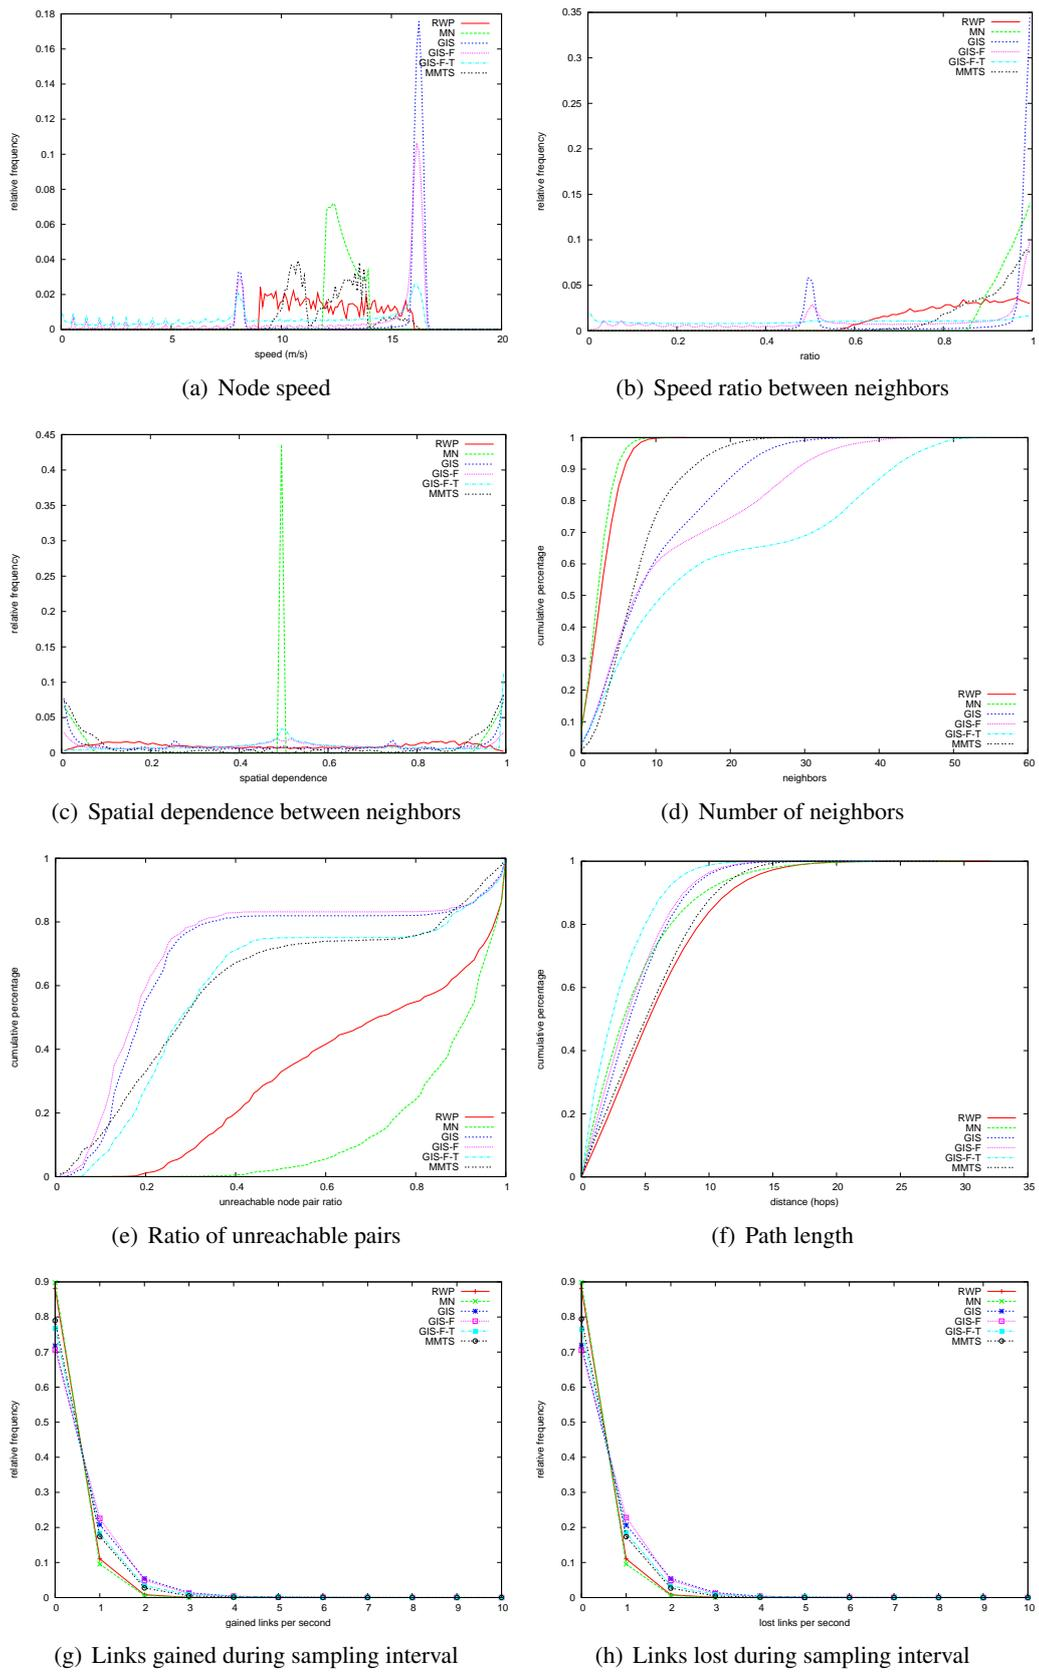 0.18
0.16
0.14
0.12
0.1
0.08
0.06
0.04
0.02
0
relative frequency
0 5 10 15 20
speed (m/s)
RWP
MN
GIS
GIS-F
GIS-F-T
MMTS
(a) Node speed
0.35
0.3
0.25
0.2
0.15
0.1
0.05
0
relative frequency
0 0.2 0.4 0.6 0.8 1
ratio
RWP
MN
GIS
GIS-F
GIS-F-T
MMTS
(b) Speed ratio between neighbors
0.45
0.4
0.35
0.3
0.25
0.2
0.15
0.1
0.05
0
relative frequency
0 0.2 0.4 0.6 0.8 1
spatial dependence
RWP
MN
GIS
GIS-F
GIS-F-T
MMTS
(c) Spatial dependence between neighbors
1
0.9
0.8
0.7
0.6
0.5
0.4
0.3
0.2
0.1
0
cumulative percentage
0 10 20 30 40 50 60
neighbors
RWP
MN
GIS
GIS-F
GIS-F-T
MMTS
(d) Number of neighbors
1
0.8
0.6
0.4
0.2
0
cumulative percentage
0 0.2 0.4 0.6 0.8 1
unreachable node pair ratio
RWP
MN
GIS
GIS-F
GIS-F-T
MMTS
(e) Ratio of unreachable pairs
1
0.8
0.6
0.4
0.2
0
cumulative percentage
0 5 10 15 20 25 30 35
distance (hops)
RWP
MN
GIS
GIS-F
GIS-F-T
MMTS
(f) Path length
0.9
0.8
0.7
0.6
0.5
0.4
0.3
0.2
0.1
0
relative frequency
0 1 2 3 4 5 6 7 8 9 10
gained links per second
RWP
MN
GIS
GIS-F
GIS-F-T
MMTS
(g) Links gained during sampling interval
0.9
0.8
0.7
0.6
0.5
0.4
0.3
0.2
0.1
0
relative frequency
0 1 2 3 4 5 6 7 8 9 10
lost links per second
RWP
MN
GIS
GIS-F
GIS-F-T
MMTS
(h) Links lost during sampling interval